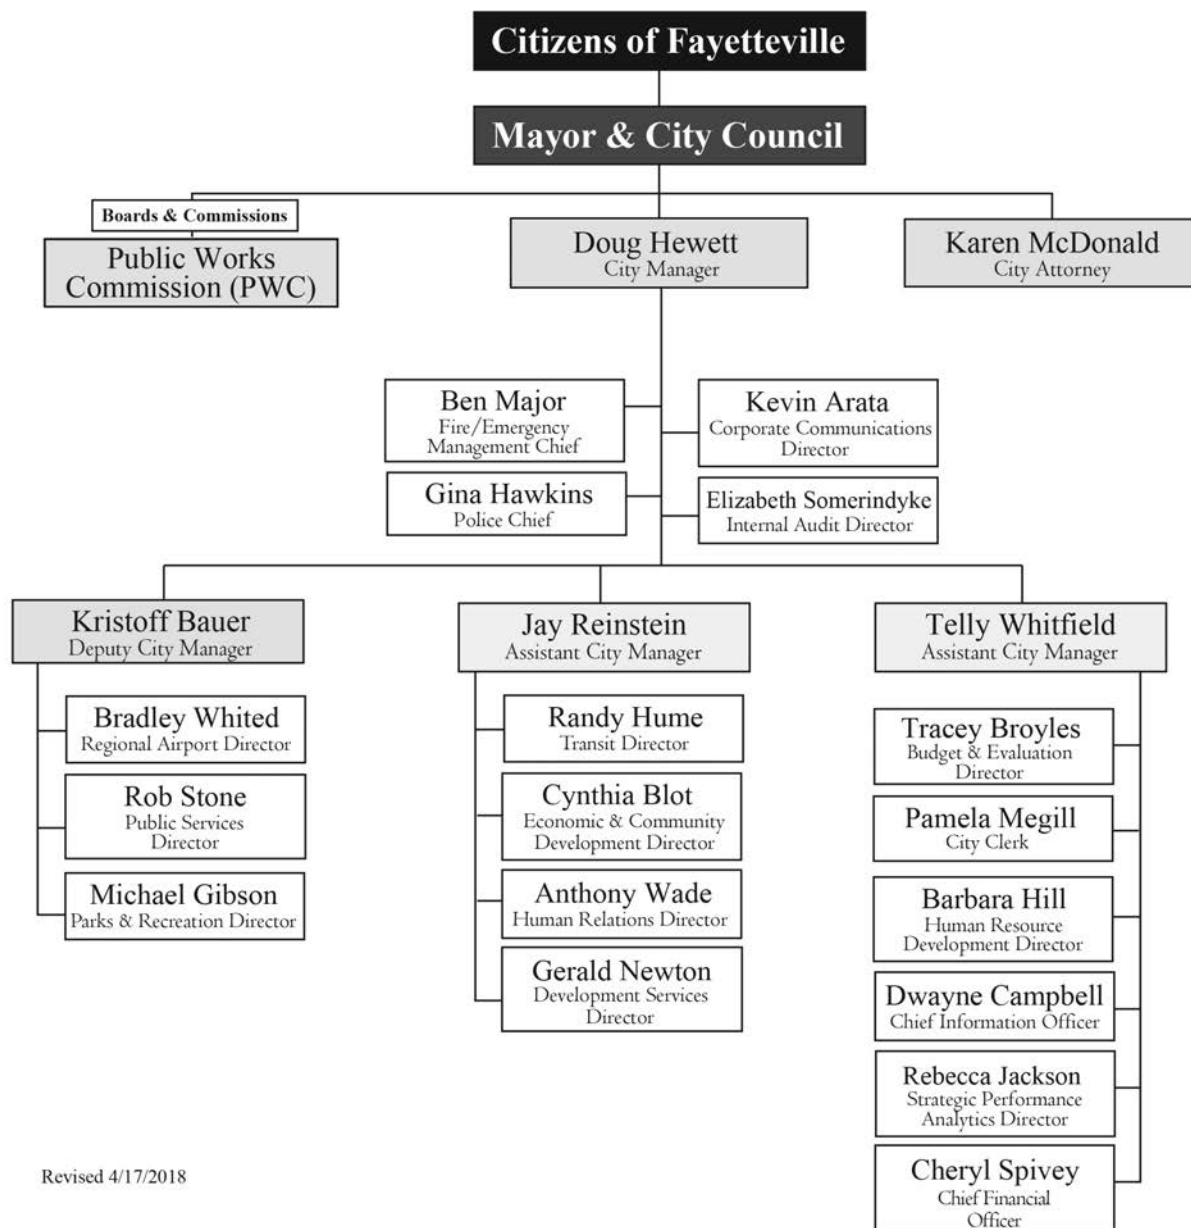 Citizens of Fayetteville
Mayor & City Council
Boards & Commissions
Public Works
Commission (PWC)
Doug Hewett
City Manager
Karen McDonald
City Attorney
Ben Major
Fire/Emergency
Management Chief
Kevin Arata
Corporate Communications
Director
Gina Hawkins
Police Chief
Elizabeth Somerindyke
Internal Audit Director
Kristoff Bauer
Deputy City Manager
Bradley Whited
Regional Airport Director
Rob Stone
Public Services
Director
Michael Gibson
Parks & Recreation Director
Jay Reinstein
Assistant City Manager
Randy Hume
Transit Director
Cynthia Blot
Economic & Community
Development Director
Anthony Wade
Human Relations Director
Gerald Newton
Development Services
Director
Telly Whitfield
Assistant City Manager
Tracey Broyles
Budget & Evaluation
Director
Pamela Megill
City Clerk
Barbara Hill
Human Resource
Development Director
Dwayne Campbell
Chief Information Officer
Rebecca Jackson
Strategic Performance
Analytics Director
Cheryl Spivey
Chief Financial
Officer
Revised 4/17/2018